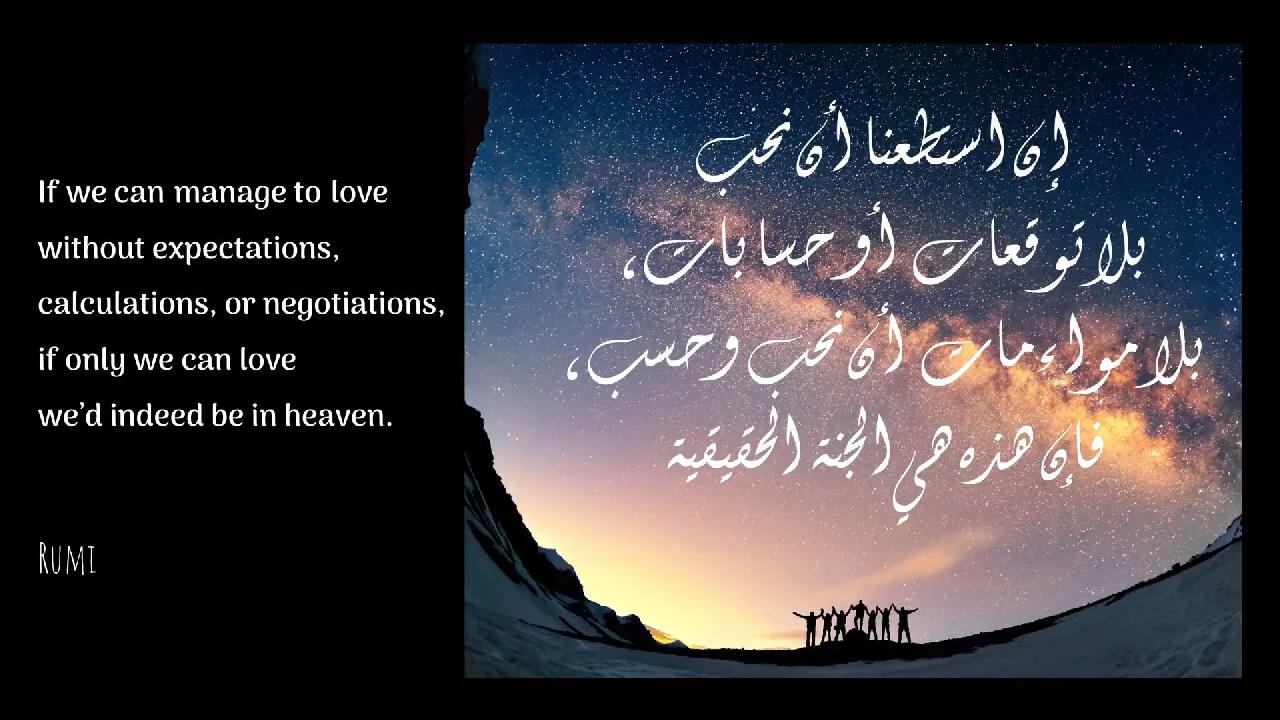 If we can manage to love
without expectations,
calculations, or negotiations,
if only we can love
we'd indeed be in heaven.
Rumi
إن استطعنا أن نحب
بلا توقعات أو حسابات،
بلا مواءمات أن نحب وحسب،
فإن هذه هي الجنة الحقيقية